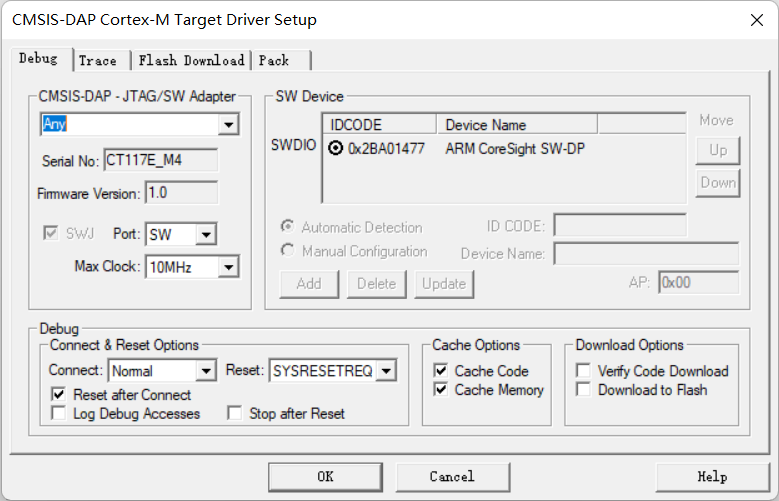 CMSIS-DAP Cortex-M Target Driver Setup
Debug Trace Flash Download Pack
CMSIS-DAP - JTAG/SW Adapter
Any
Serial No: CT117E_M4
Firmware Version: 1.0
SWJ Port: SW
Max Clock: 10MHz
SW Device
IDCODE Device Name
SWDIO 0x2BA01477 ARM CoreSight SW-DP
Move
Up
Down
Automatic Detection ID CODE:
Manual Configuration Device Name:
Add Delete Update AP: 0x00
Debug
Connect & Reset Options
Connect: Normal Reset: SYSRESETREQ
Reset after Connect
Log Debug Accesses Stop after Reset
Cache Options
Cache Code
Cache Memory
Download Options
Verify Code Download
Download to Flash
OK Cancel Help